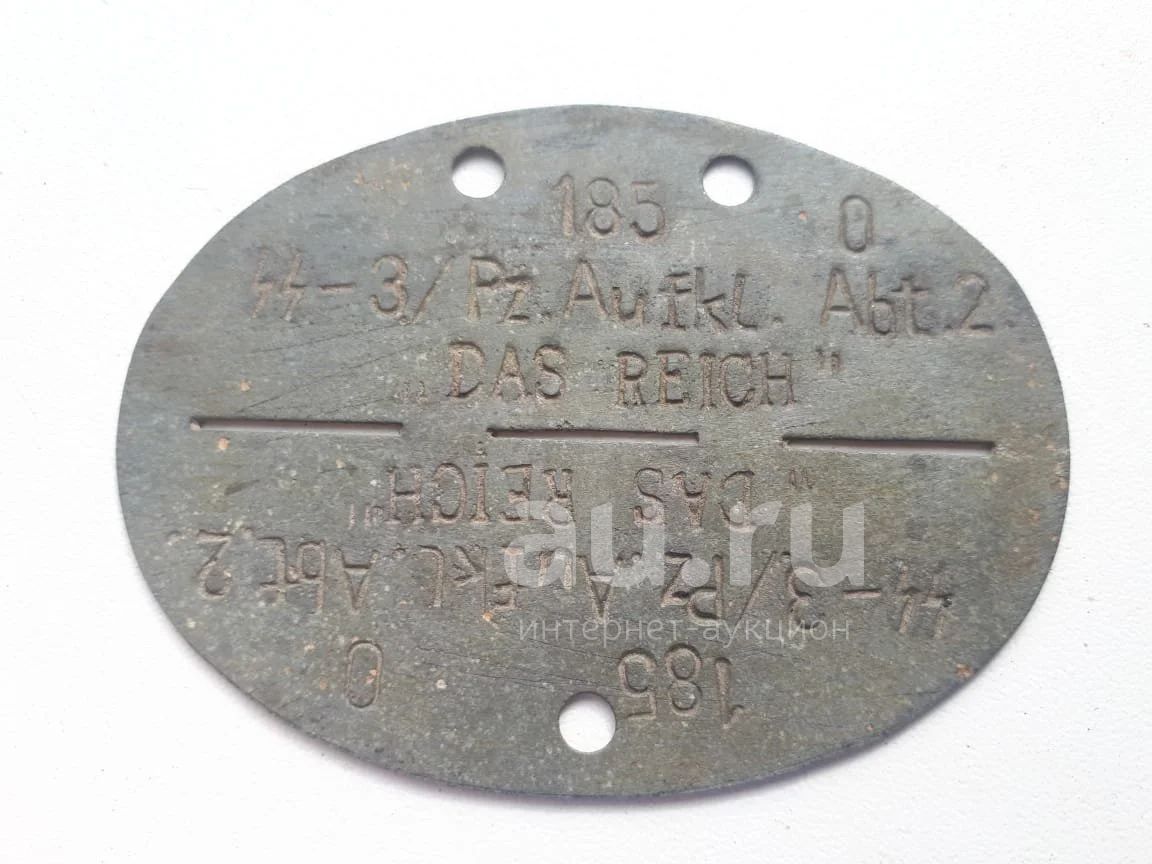 185 0
ᛋᛋ-3/Pz.Aufkl. Abt.2.
„DAS REICH"
„DAS REICH"
ᛋᛋ-3/Pz.Aufkl.Abt.2.
185 0
au.ru
интернет-аукцион